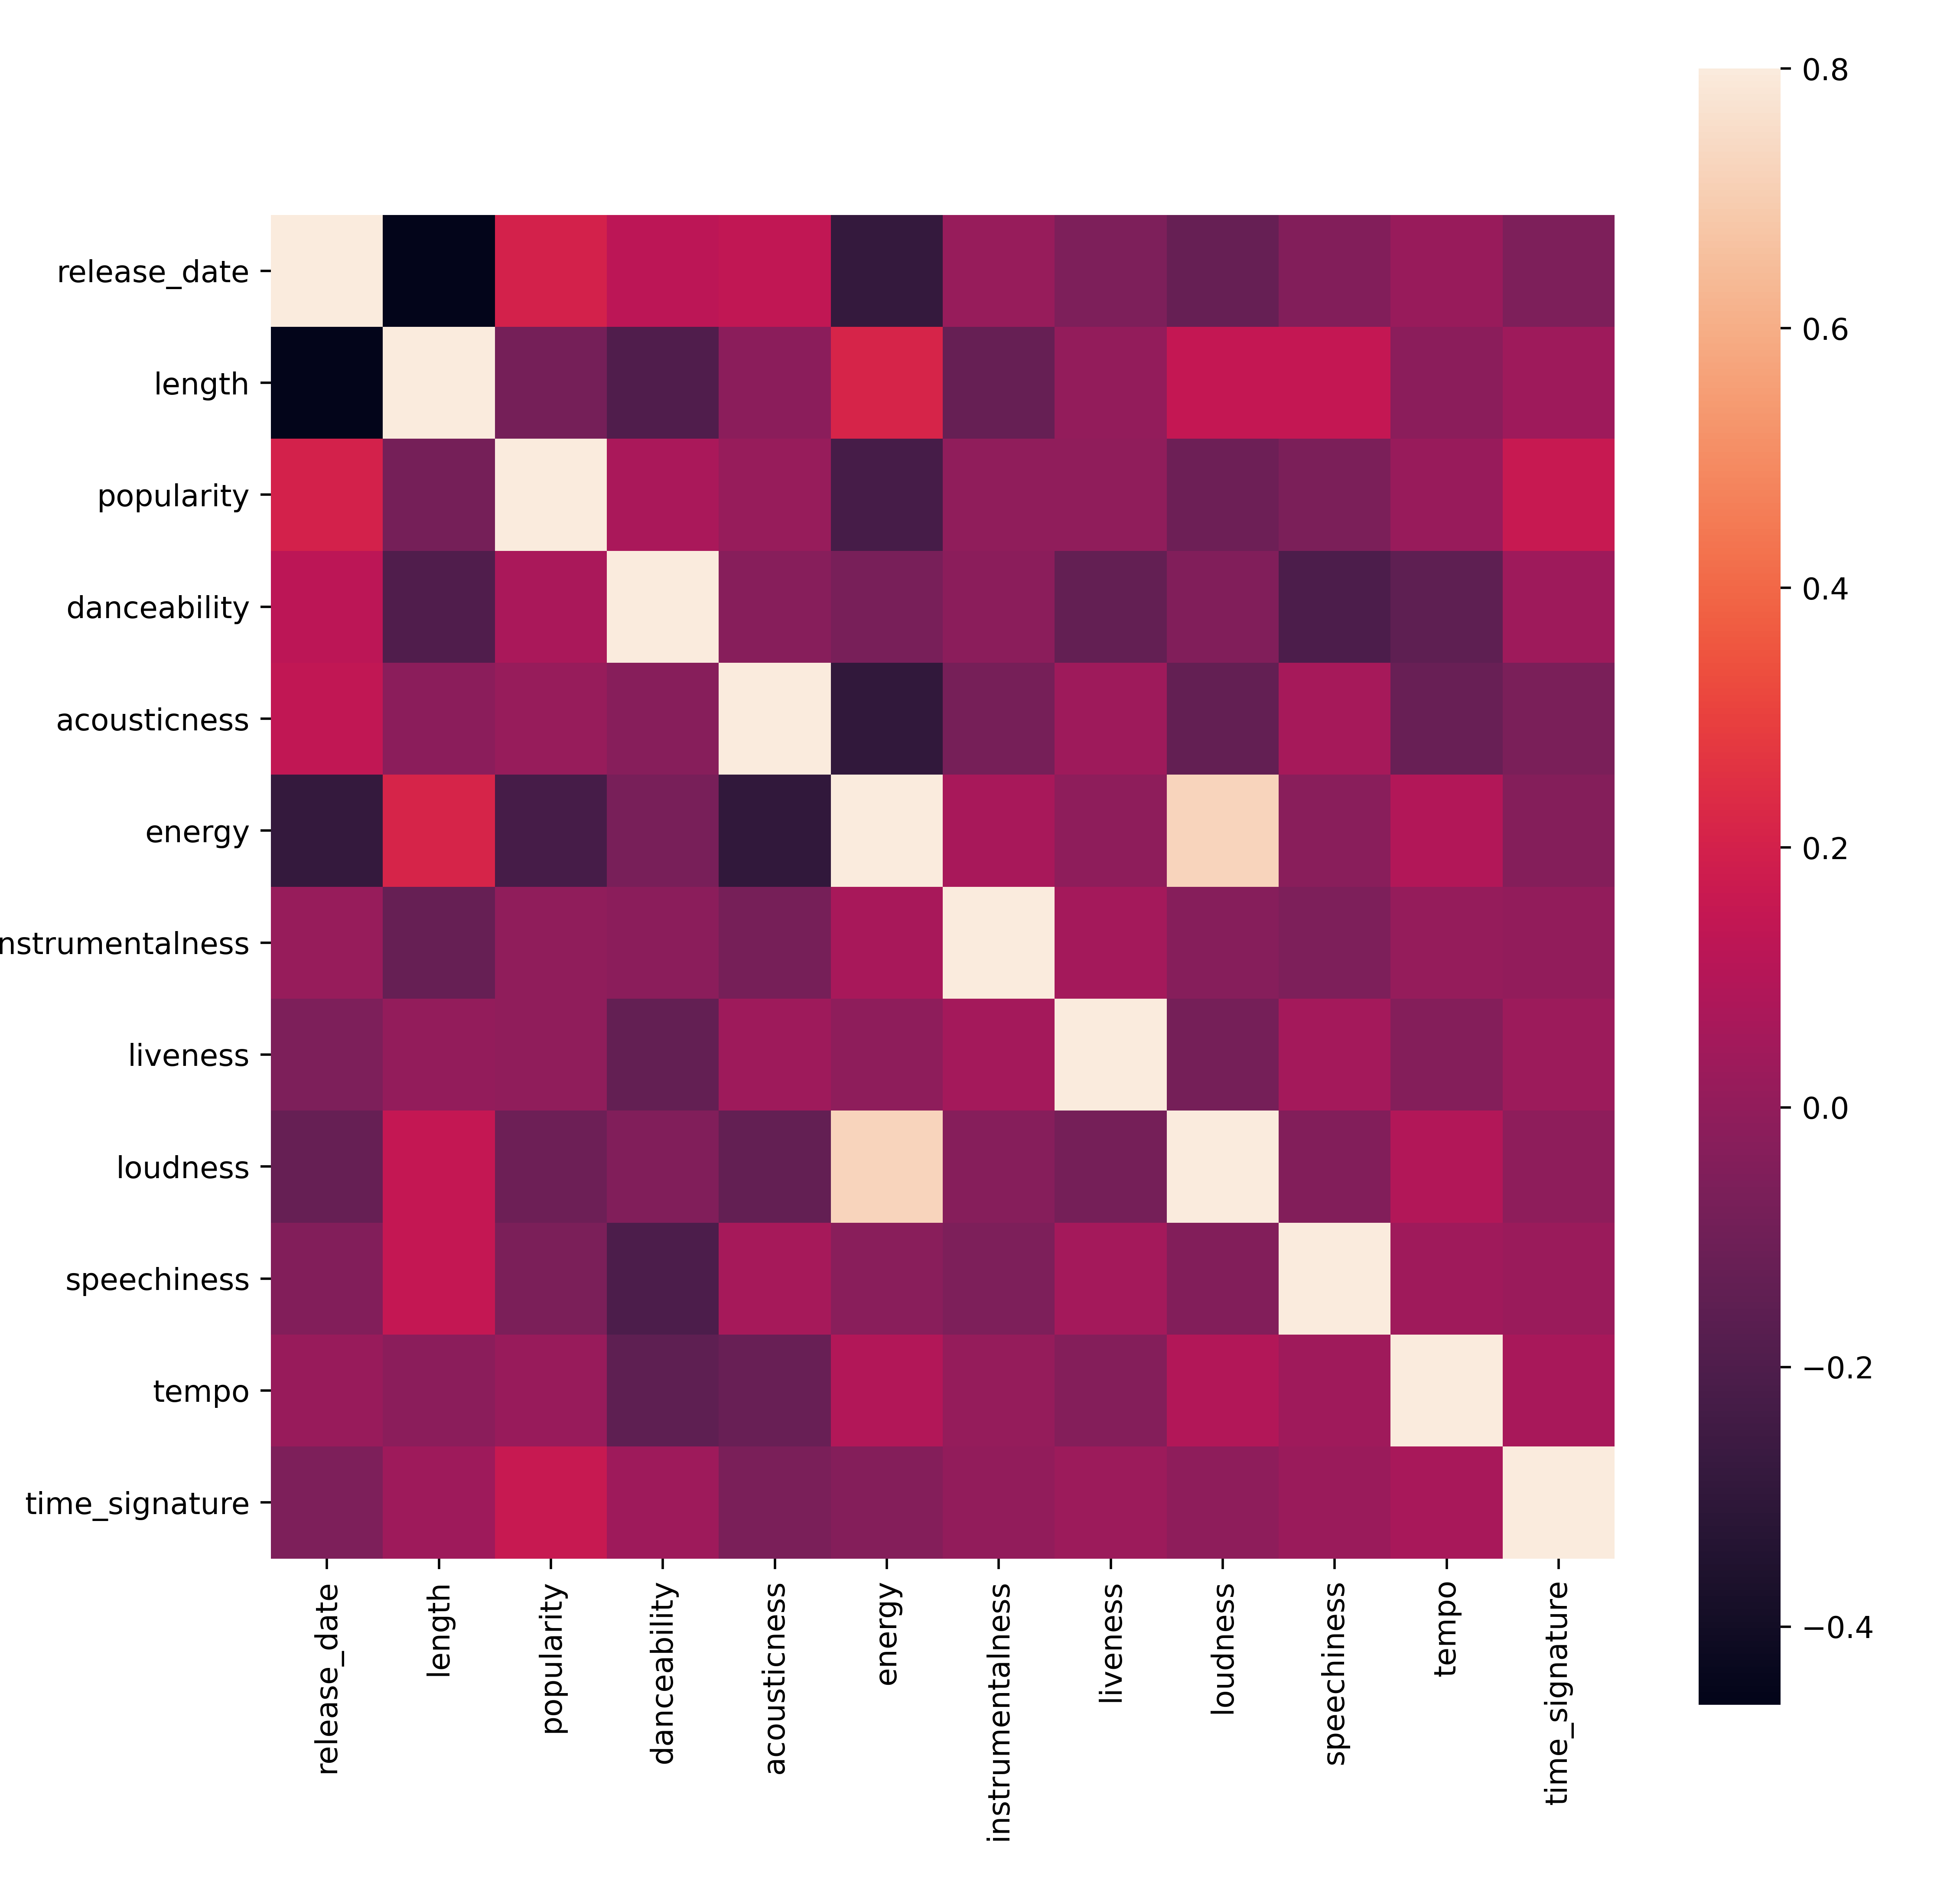 release_date
length
popularity
danceability
acousticness
energy
nstrumentalness
liveness
loudness
speechiness
tempo
time_signature
release_date
length
popularity
danceability
acousticness
energy
instrumentalness
liveness
loudness
speechiness
tempo
time_signature
0.8
0.6
0.4
0.2
0.0
−0.2
−0.4